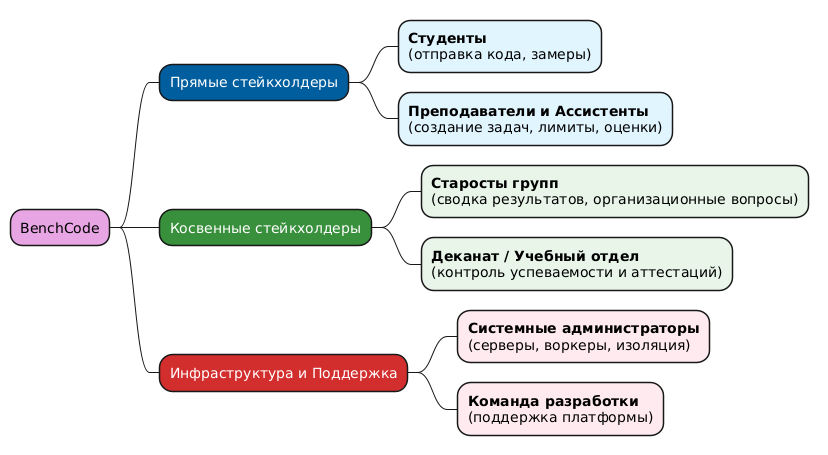 BenchCode
Прямые стейкхолдеры
Студенты
(отправка кода, замеры)
Преподаватели и Ассистенты
(создание задач, лимиты, оценки)
Косвенные стейкхолдеры
Старосты групп
(сводка результатов, организационные вопросы)
Деканат / Учебный отдел
(контроль успеваемости и аттестаций)
Инфраструктура и Поддержка
Системные администраторы
(серверы, воркеры, изоляция)
Команда разработки
(поддержка платформы)